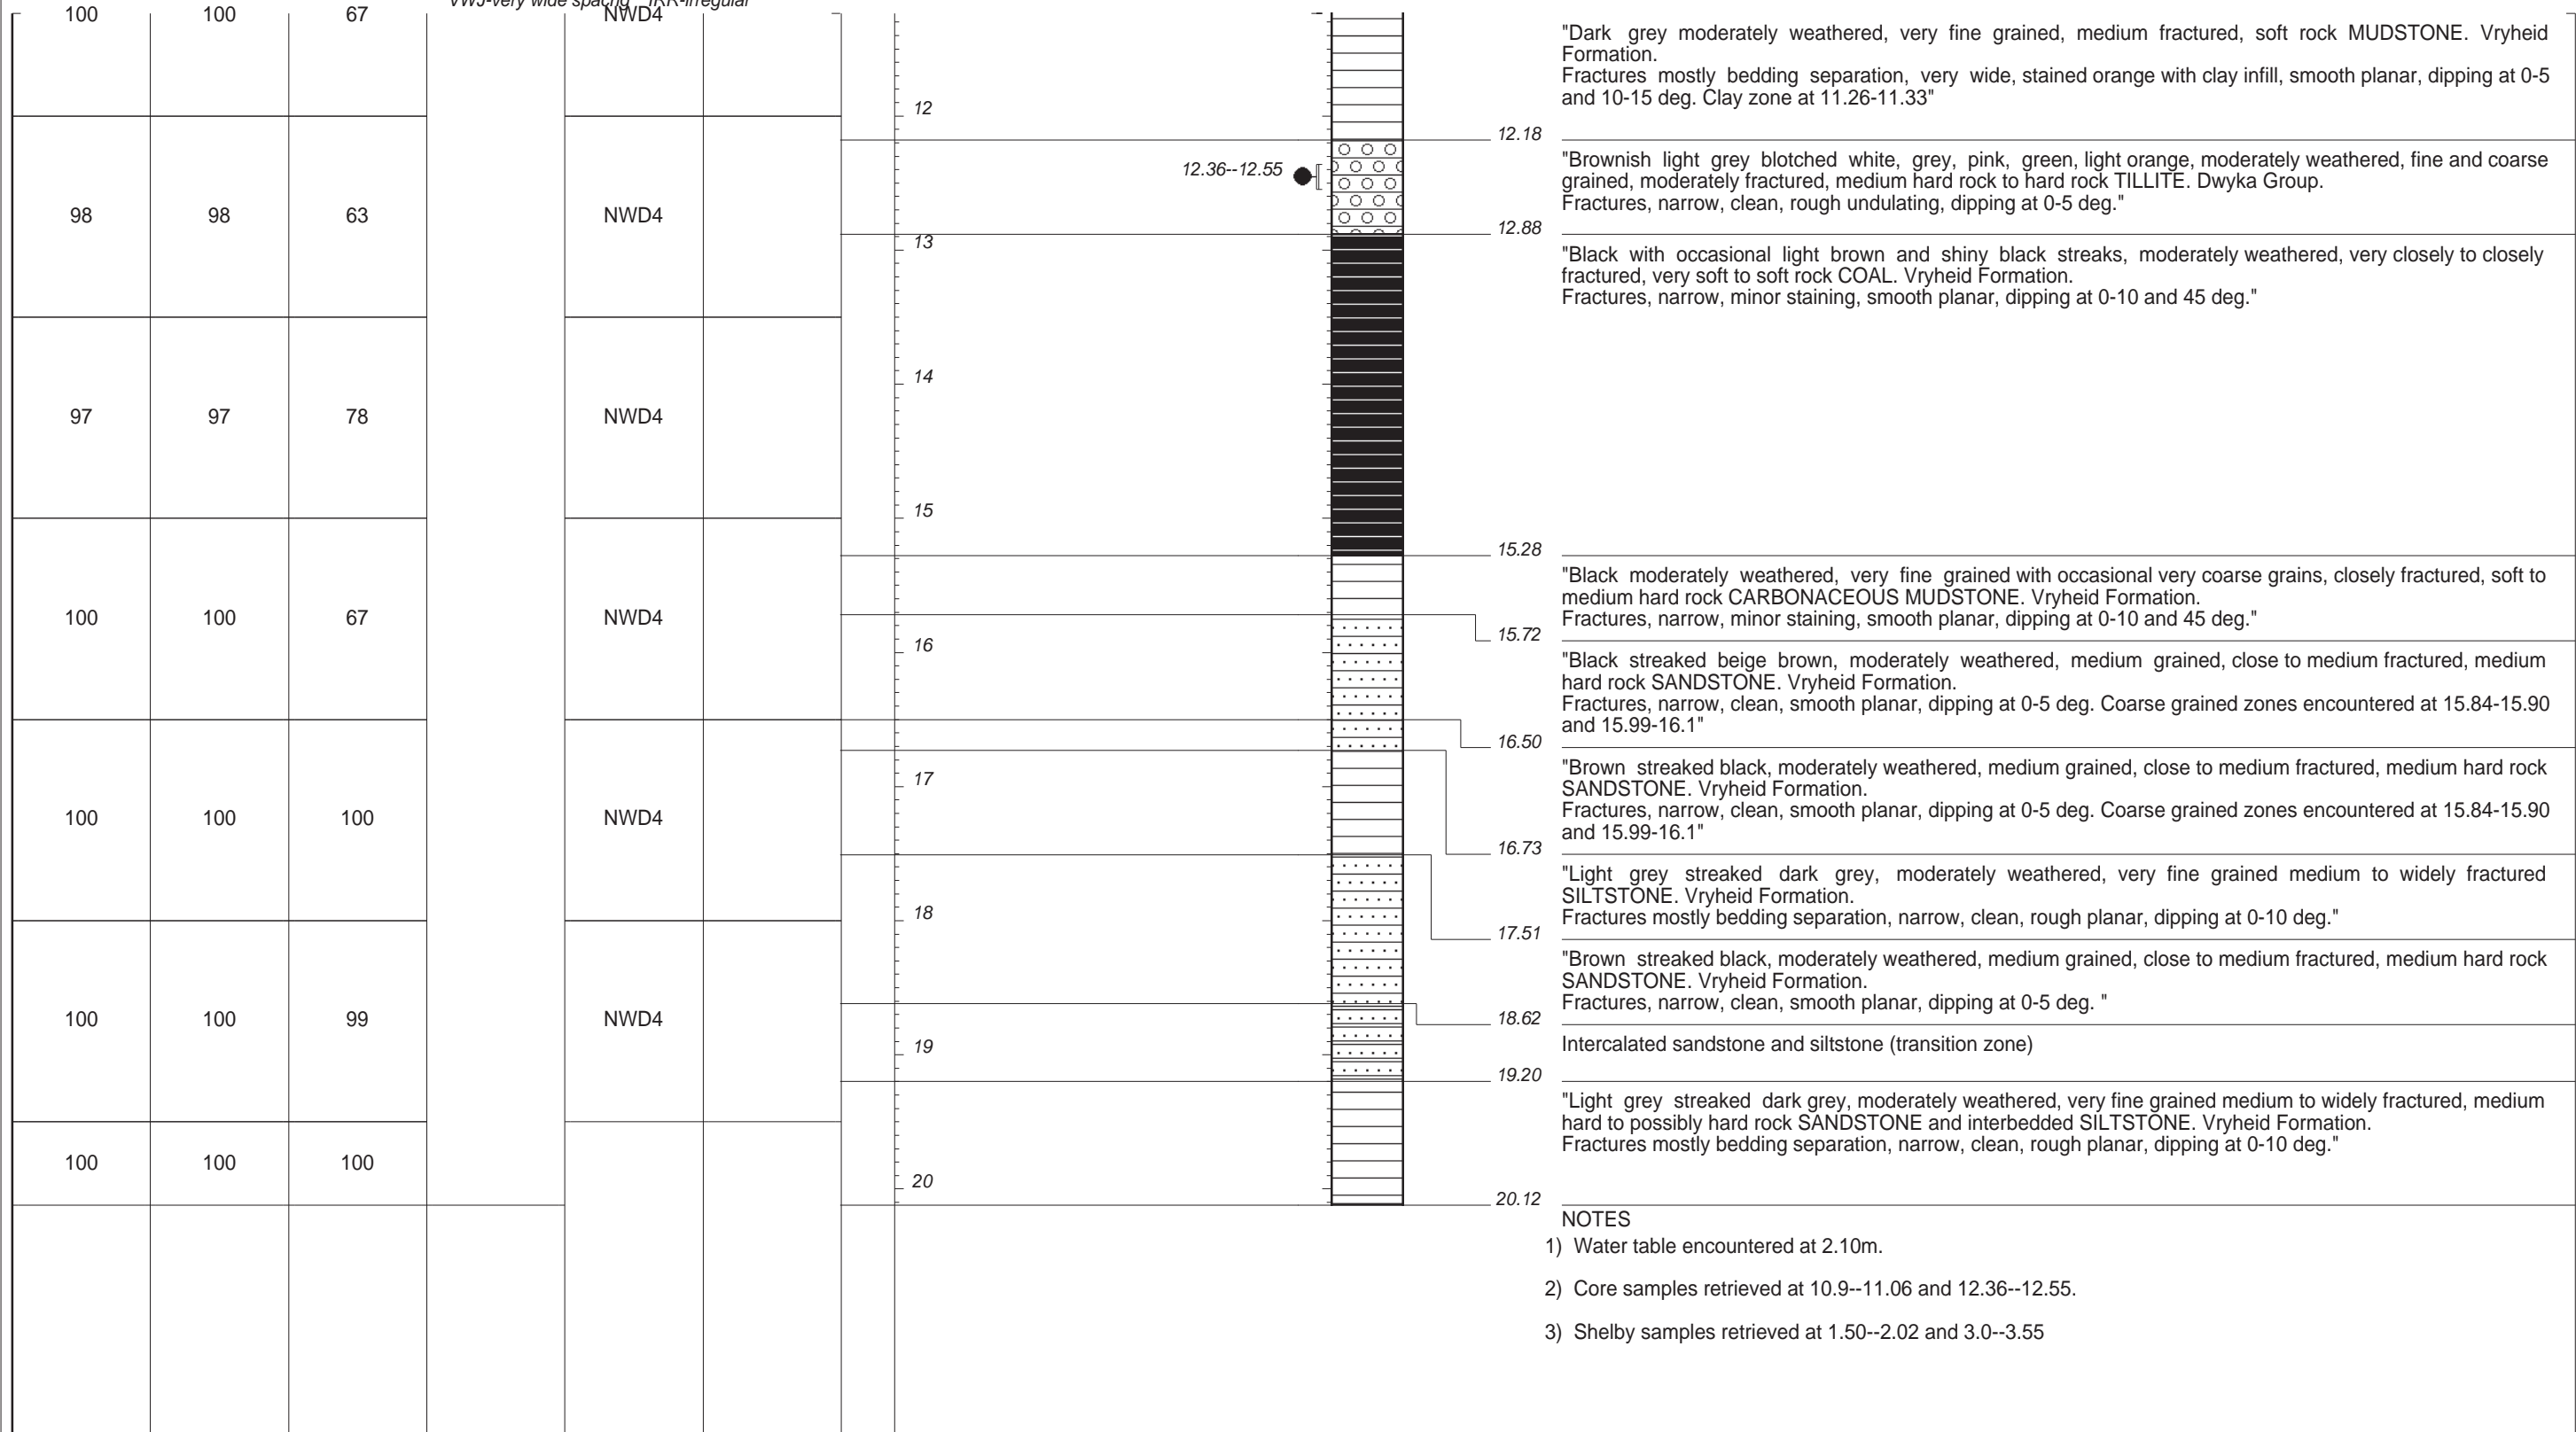 VWJ-very wide spacing IRR-irregular
100 100 67 NWD4
"Dark grey moderately weathered, very fine grained, medium fractured, soft rock MUDSTONE. Vryheid
Formation.
Fractures mostly bedding separation, very wide, stained orange with clay infill, smooth planar, dipping at 0-5
and 10-15 deg. Clay zone at 11.26-11.33"
12
12.18
12.36--12.55
"Brownish light grey blotched white, grey, pink, green, light orange, moderately weathered, fine and coarse
grained, moderately fractured, medium hard rock to hard rock TILLITE. Dwyka Group.
Fractures, narrow, clean, rough undulating, dipping at 0-5 deg."
98 98 63 NWD4
12.88
13
"Black with occasional light brown and shiny black streaks, moderately weathered, very closely to closely
fractured, very soft to soft rock COAL. Vryheid Formation.
Fractures, narrow, minor staining, smooth planar, dipping at 0-10 and 45 deg."
14
97 97 78 NWD4
15
15.28
"Black moderately weathered, very fine grained with occasional very coarse grains, closely fractured, soft to
medium hard rock CARBONACEOUS MUDSTONE. Vryheid Formation.
Fractures, narrow, minor staining, smooth planar, dipping at 0-10 and 45 deg."
100 100 67 NWD4
15.72
16
"Black streaked beige brown, moderately weathered, medium grained, close to medium fractured, medium
hard rock SANDSTONE. Vryheid Formation.
Fractures, narrow, clean, smooth planar, dipping at 0-5 deg. Coarse grained zones encountered at 15.84-15.90
and 15.99-16.1"
16.50
"Brown streaked black, moderately weathered, medium grained, close to medium fractured, medium hard rock
SANDSTONE. Vryheid Formation.
Fractures, narrow, clean, smooth planar, dipping at 0-5 deg. Coarse grained zones encountered at 15.84-15.90
and 15.99-16.1"
17
100 100 100 NWD4
16.73
"Light grey streaked dark grey, moderately weathered, very fine grained medium to widely fractured
SILTSTONE. Vryheid Formation.
Fractures mostly bedding separation, narrow, clean, rough planar, dipping at 0-10 deg."
18
17.51
"Brown streaked black, moderately weathered, medium grained, close to medium fractured, medium hard rock
SANDSTONE. Vryheid Formation.
Fractures, narrow, clean, smooth planar, dipping at 0-5 deg. "
100 100 99 NWD4
18.62
Intercalated sandstone and siltstone (transition zone)
19
19.20
"Light grey streaked dark grey, moderately weathered, very fine grained medium to widely fractured, medium
hard to possibly hard rock SANDSTONE and interbedded SILTSTONE. Vryheid Formation.
Fractures mostly bedding separation, narrow, clean, rough planar, dipping at 0-10 deg."
100 100 100
20
20.12
NOTES
1) Water table encountered at 2.10m.
2) Core samples retrieved at 10.9--11.06 and 12.36--12.55.
3) Shelby samples retrieved at 1.50--2.02 and 3.0--3.55